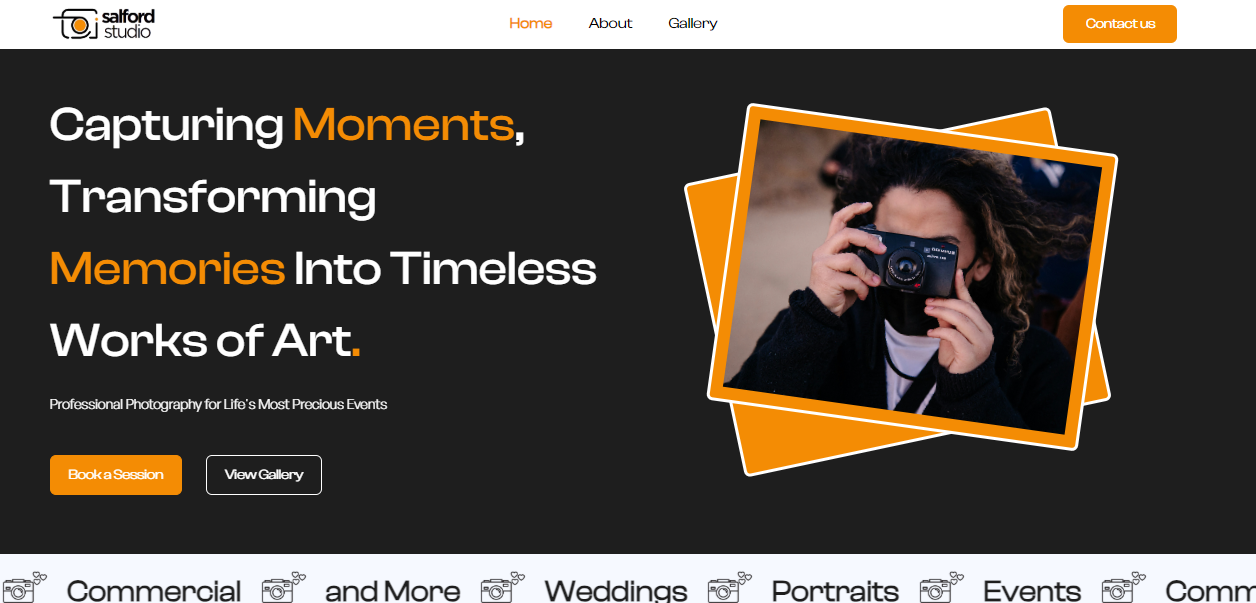 salford
studio
Home About Gallery
Contact us
Capturing Moments,
Transforming
Memories Into Timeless
Works of Art.
Professional Photography for Life's Most Precious Events
Book a Session View Gallery
Commercial and More Weddings Portraits Events Comm